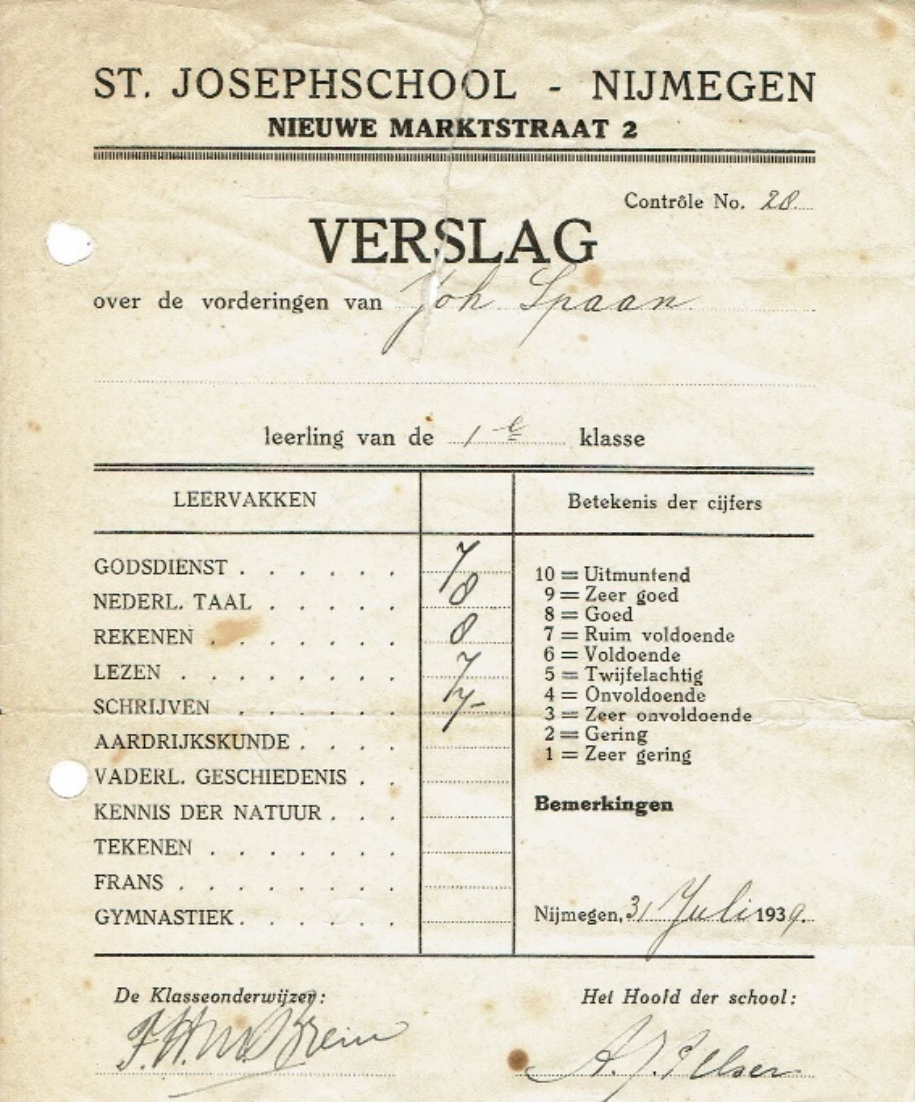 ST. JOSEPHSCHOOL - NIJMEGEN
NIEUWE MARKTSTRAAT 2
Contrôle No. 28
VERSLAG
over de vorderingen van Joh Spaan
leerling van de 1e klasse
LEERVAKKEN
GODSDIENST . . . . . 7
NEDERL. TAAL . . . . . 8
REKENEN . . . . . . 8
LEZEN . . . . . . . 7
SCHRIJVEN . . . . . . 7-
AARDRIJKSKUNDE . . . .
VADERL. GESCHIEDENIS . .
KENNIS DER NATUUR . . .
TEKENEN . . . . . .
FRANS . . . . . . .
GYMNASTIEK . . . . .
Betekenis der cijfers
10 = Uitmuntend
9 = Zeer goed
8 = Goed
7 = Ruim voldoende
6 = Voldoende
5 = Twijfelachtig
4 = Onvoldoende
3 = Zeer onvoldoende
2 = Gering
1 = Zeer gering
Bemerkingen
Nijmegen, 31 Juli 1939.
De Klasseonderwijzer:
Het Hoofd der school:
A. J.